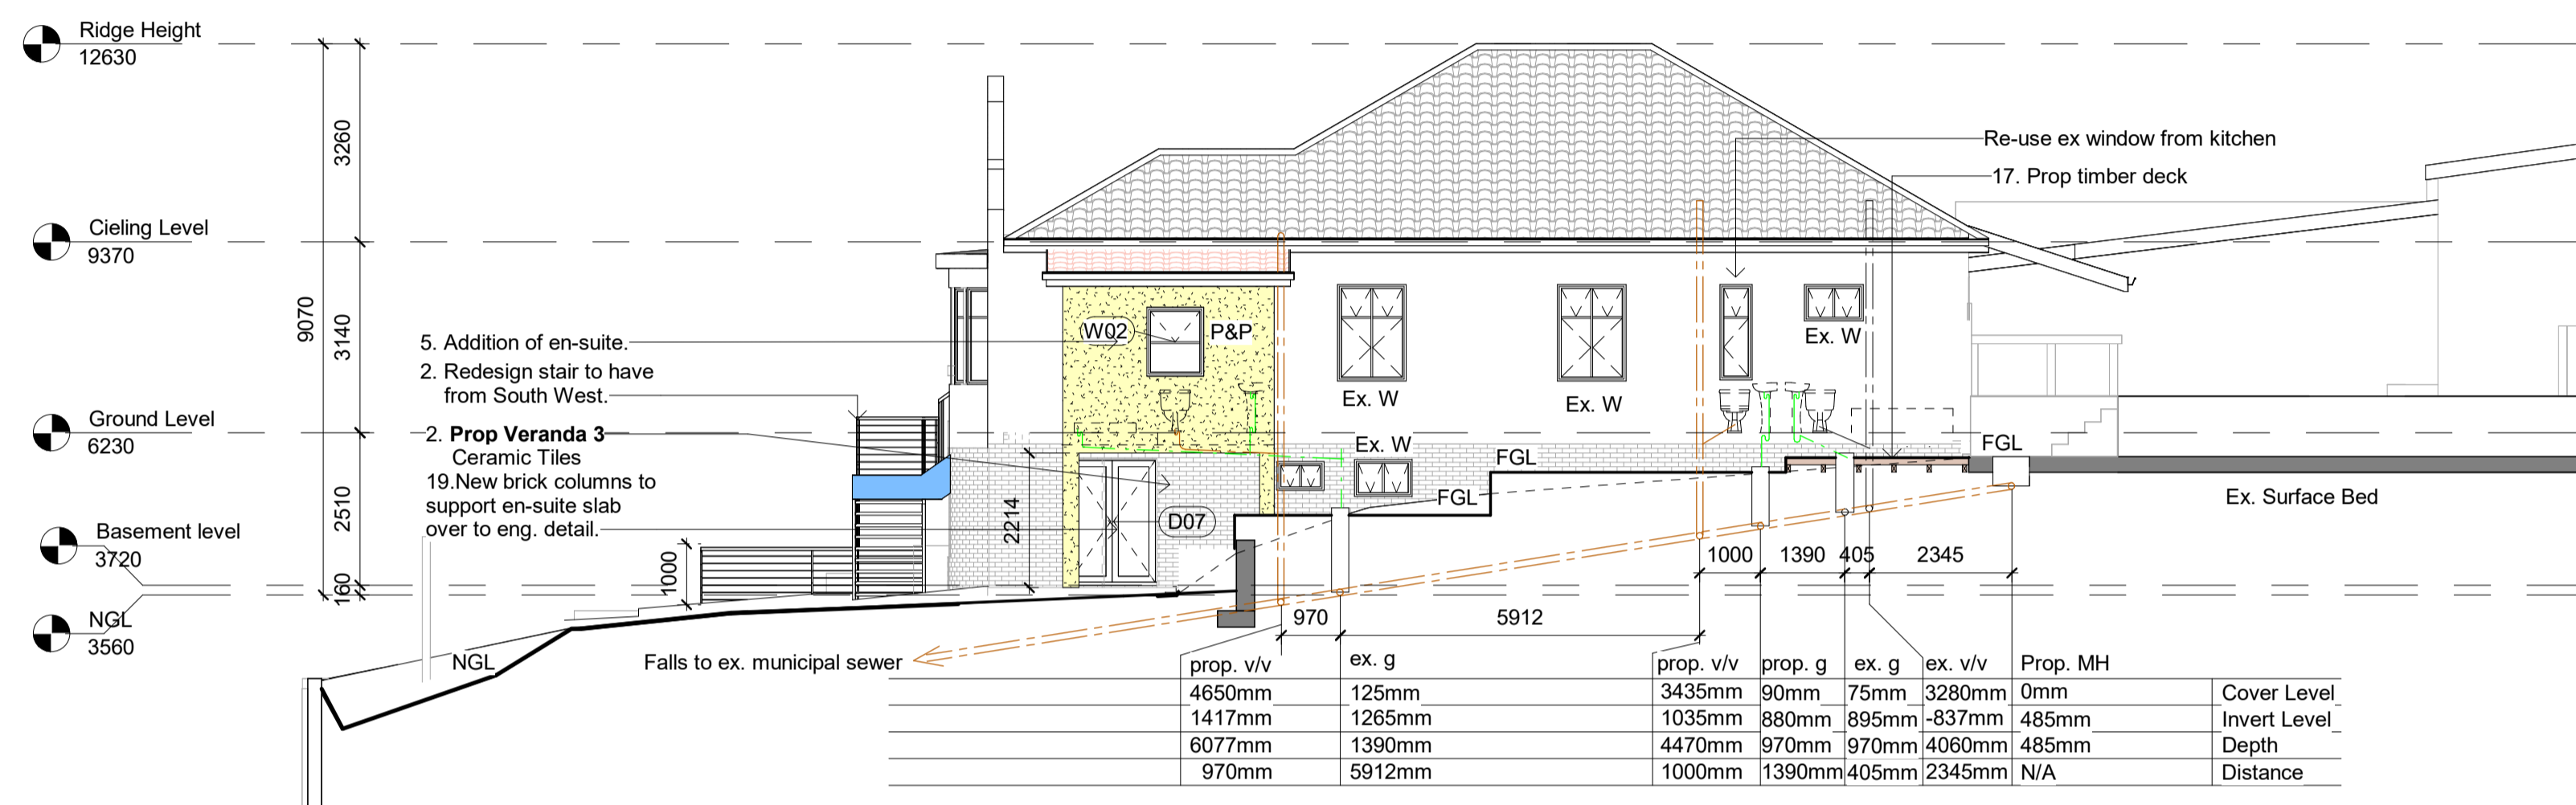 Ridge Height
12630
3260
Re-use ex window from kitchen
17. Prop timber deck
Cieling Level
9370
9070
3140
5. Addition of en-suite.
2. Redesign stair to have
from South West.
W02
P&P
Ex. W
Ex. W
Ex. W
Ground Level
6230
2. Prop Veranda 3
Ceramic Tiles
19.New brick columns to
support en-suite slab
over to eng. detail.
Ex. W
FGL
FGL
FGL
Ex. Surface Bed
2510
2214
D07
Basement level
3720
1000
160
1000 1390 405 2345
NGL
3560
970
5912
NGL
Falls to ex. municipal sewer
prop. v/v ex. g prop. v/v prop. g ex. g ex. v/v Prop. MH
4650mm 125mm 3435mm 90mm 75mm 3280mm 0mm Cover Level
1417mm 1265mm 1035mm 880mm 895mm -837mm 485mm Invert Level
6077mm 1390mm 4470mm 970mm 970mm 4060mm 485mm Depth
970mm 5912mm 1000mm 1390mm 405mm 2345mm N/A Distance